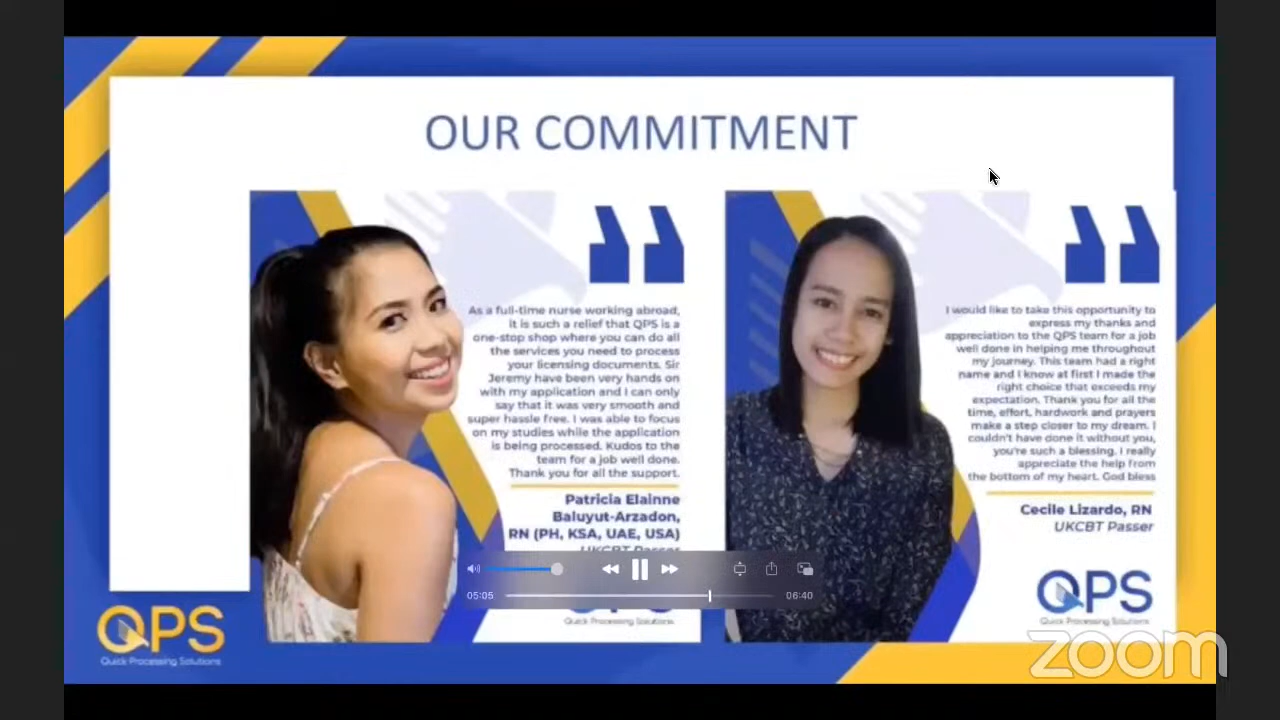 OUR COMMITMENT
As a full-time nurse working abroad,
it is such a relief that QPS is a
one-stop shop where you can do all
the services you need to process
your licensing documents. Sir
Jeremy have been very hands on
with my application and I can only
say that it was very smooth and
super hassle free. I was able to focus
on my studies while the application
is being processed. Kudos to the
team for a job well done.
Thank you for all the support.
Patricia Elainne
Baluyut-Arzadon,
RN (PH, KSA, UAE, USA)
UKCBT Passer
QPS
Quick Processing Solutions
I would like to take this opportunity to
express my thanks and
appreciation to the QPS team for a job
well done in helping me throughout
my journey. This team had a right
name and I know at first I made the
right choice that exceeds my
expectation. Thank you for all the
time, effort, hardwork and prayers
make a step closer to my dream. I
couldn't have done it without you,
you're such a blessing. I really
appreciate the help from
the bottom of my heart. God bless
Cecile Lizardo, RN
UKCBT Passer
QPS
Quick Processing Solutions
05:05
06:40
QPS
Quick Processing Solutions
zoom